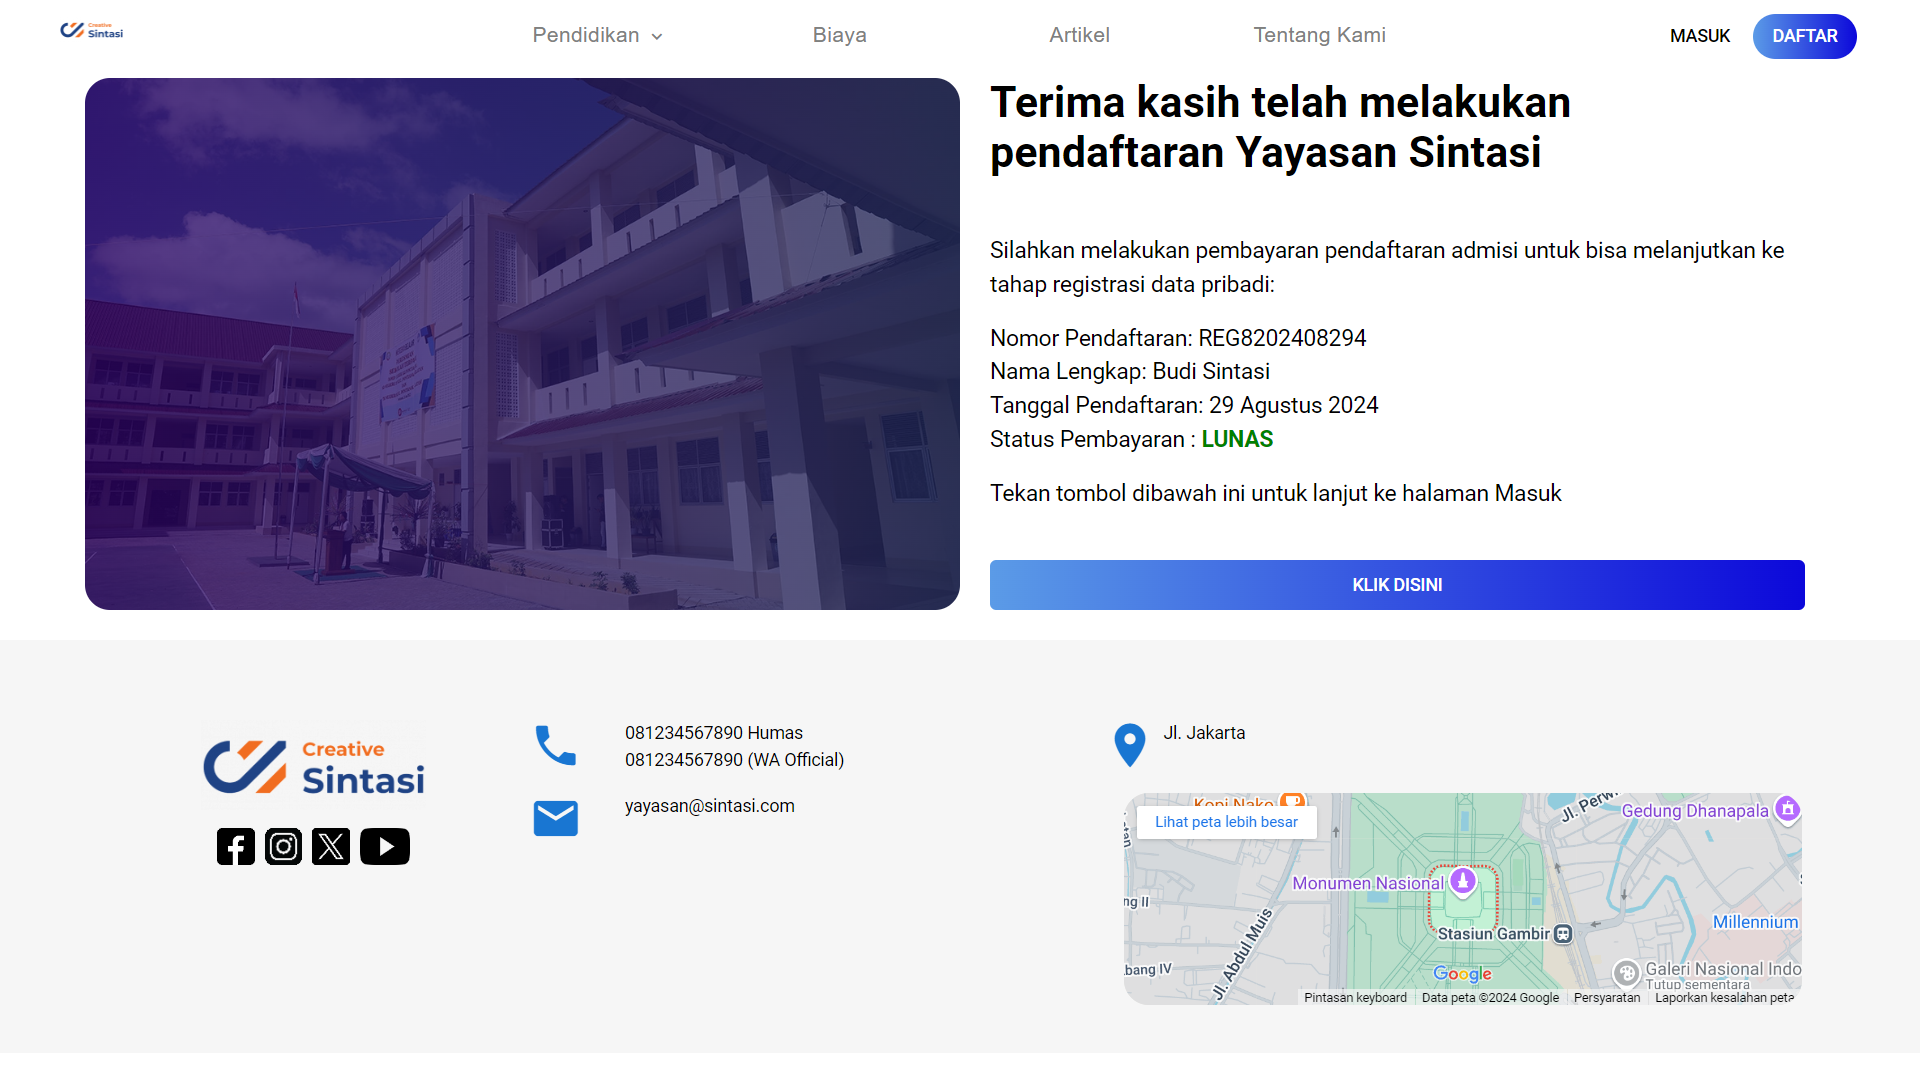 Creative
Sintasi
Pendidikan
Biaya
Artikel
Tentang Kami
MASUK
DAFTAR
Terima kasih telah melakukan
pendaftaran Yayasan Sintasi
Silahkan melakukan pembayaran pendaftaran admisi untuk bisa melanjutkan ke
tahap registrasi data pribadi:
Nomor Pendaftaran: REG8202408294
Nama Lengkap: Budi Sintasi
Tanggal Pendaftaran: 29 Agustus 2024
Status Pembayaran : LUNAS
Tekan tombol dibawah ini untuk lanjut ke halaman Masuk
KLIK DISINI
Creative
Sintasi
081234567890 Humas
081234567890 (WA Official)
yayasan@sintasi.com
Jl. Jakarta
Kopi Nako
Lihat peta lebih besar
Jl. Perw
Gedung Dhanapala
Monumen Nasional
ng II
Millennium
Stasiun Gambir
Jl. Abdul Muis
bang IV
Galeri Nasional Indo
Tutup sementara
Google
Pintasan keyboard
Data peta ©2024 Google
Persyaratan
Laporkan kesalahan peta